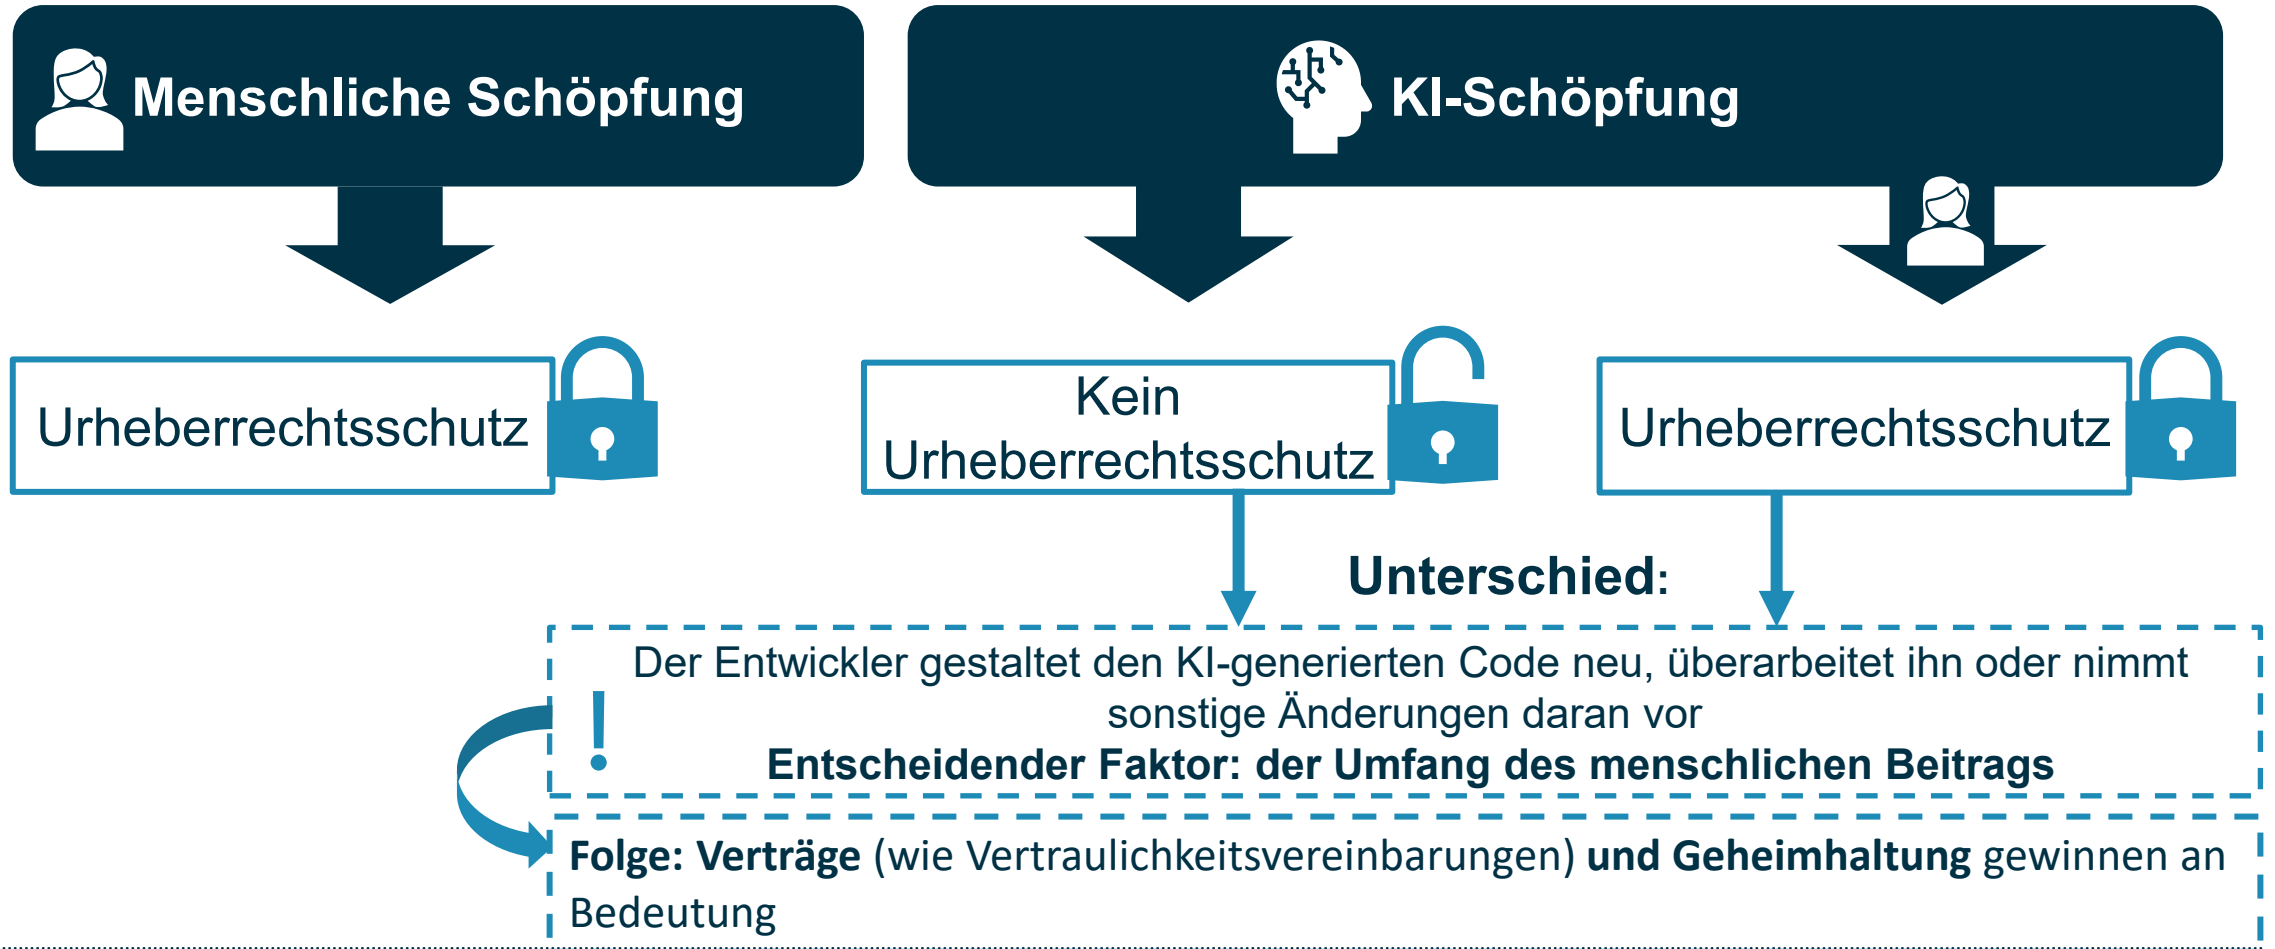 Menschliche Schöpfung
KI-Schöpfung
Urheberrechtsschutz
Kein
Urheberrechtsschutz
Urheberrechtsschutz
Unterschied:
!
Der Entwickler gestaltet den KI-generierten Code neu, überarbeitet ihn oder nimmt
sonstige Änderungen daran vor
Entscheidender Faktor: der Umfang des menschlichen Beitrags
Folge: Verträge (wie Vertraulichkeitsvereinbarungen) und Geheimhaltung gewinnen an
Bedeutung